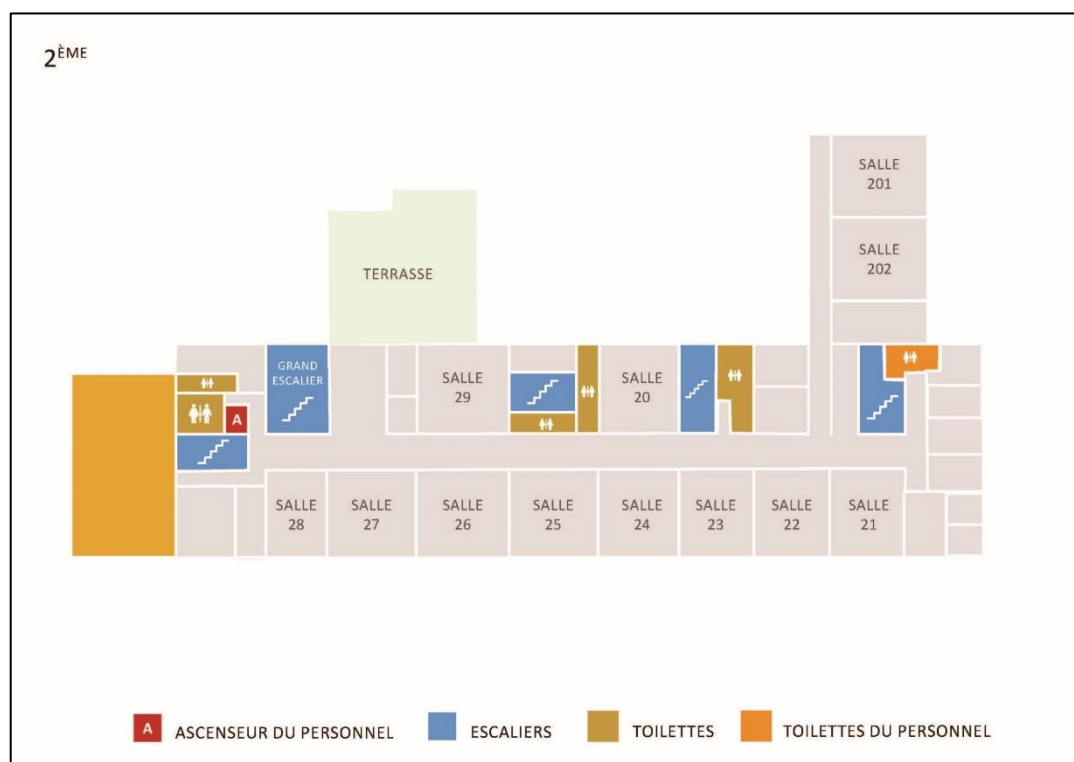 2ÈME
SALLE
201
SALLE
202
TERRASSE
GRAND
ESCALIER
SALLE
29
SALLE
20
A
SALLE
28
SALLE
27
SALLE
26
SALLE
25
SALLE
24
SALLE
23
SALLE
22
SALLE
21
A ASCENSEUR DU PERSONNEL
ESCALIERS
TOILETTES
TOILETTES DU PERSONNEL